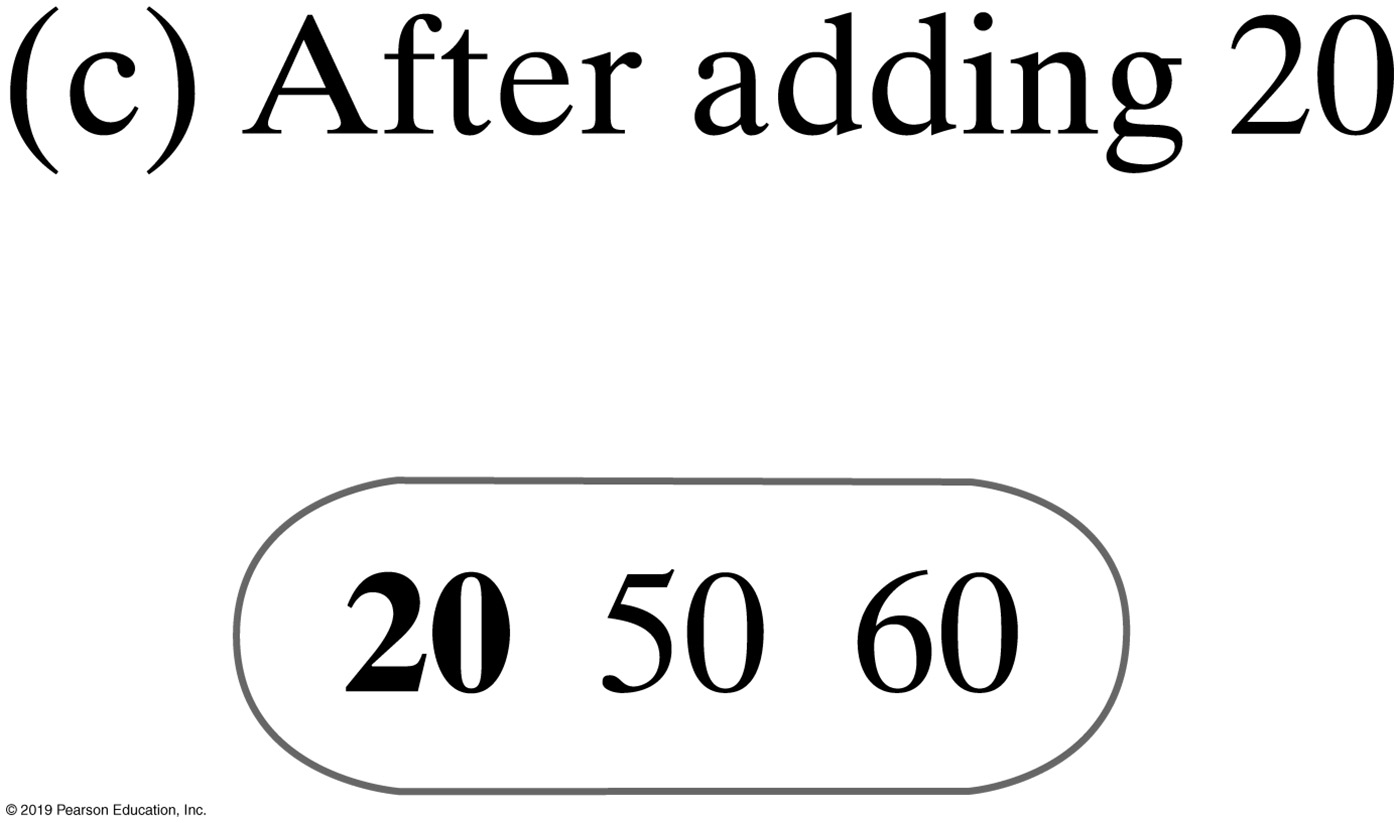 (c) After adding 20
20 50 60
© 2019 Pearson Education, Inc.